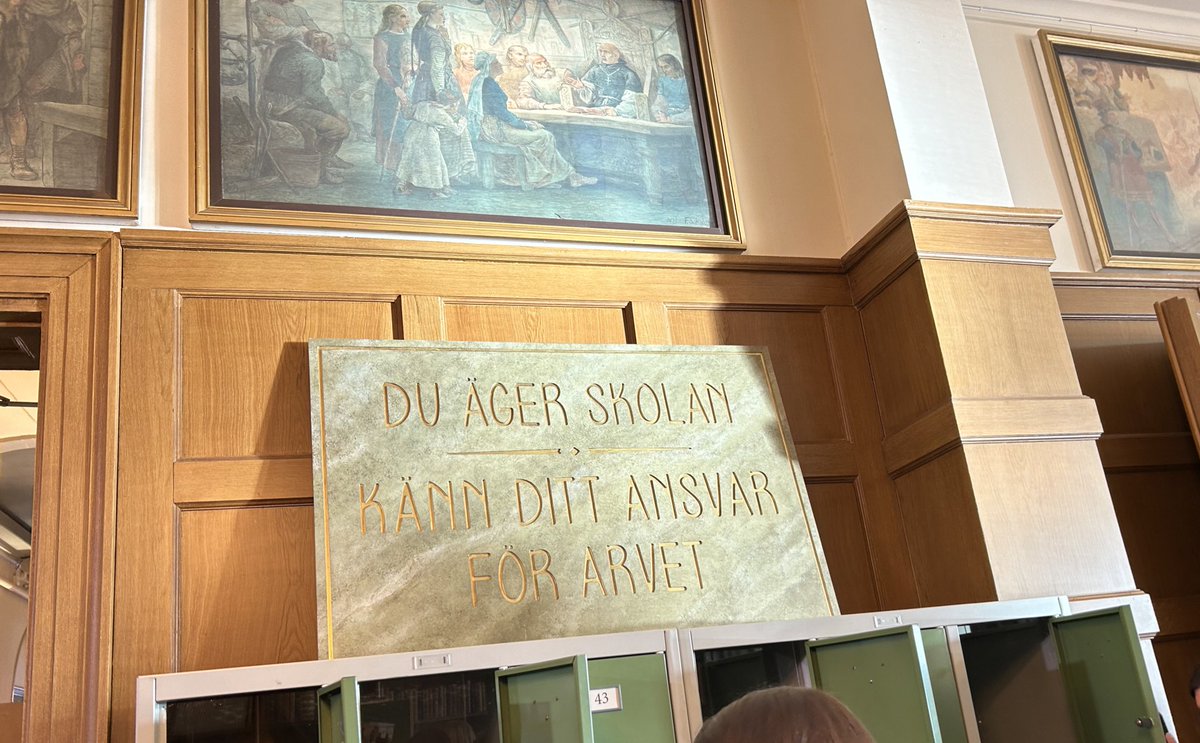 DU ÄGER SKOLAN
KÄNN DITT ANSVAR
FÖR ARVET
43